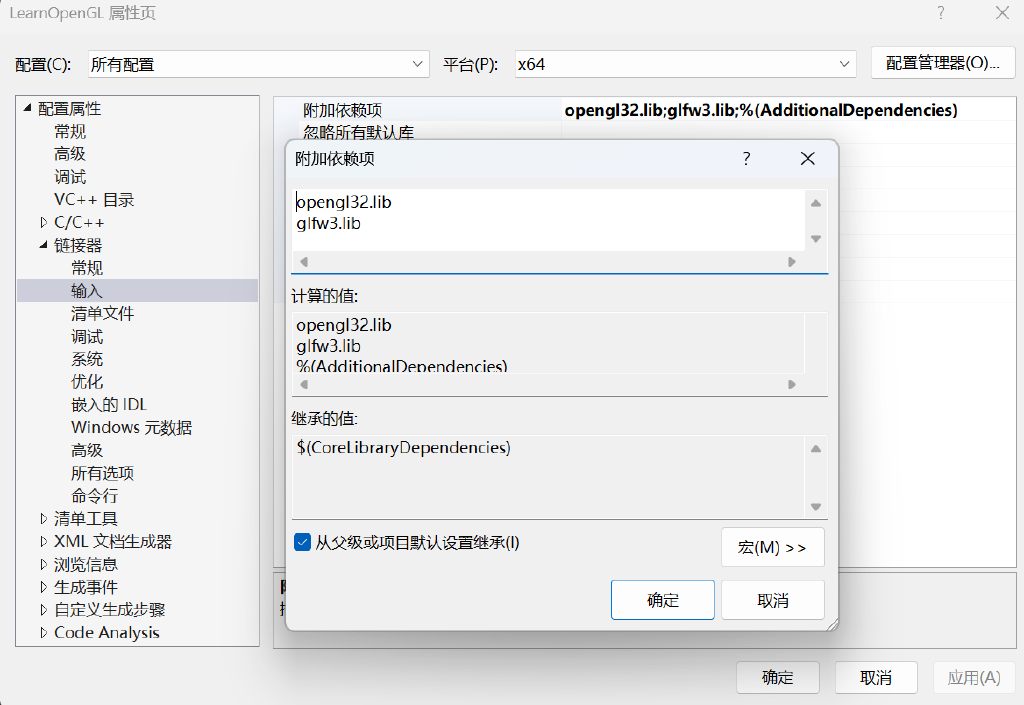 LearnOpenGL 属性页
配置(C): 所有配置 平台(P): x64 配置管理器(O)...
配置属性
常规
高级
调试
VC++ 目录
C/C++
链接器
常规
输入
清单文件
调试
系统
优化
嵌入的 IDL
Windows 元数据
高级
所有选项
命令行
清单工具
XML 文档生成器
浏览信息
生成事件
自定义生成步骤
Code Analysis
附加依赖项 opengl32.lib;glfw3.lib;%(AdditionalDependencies)
忽略所有默认库
附加依赖项
opengl32.lib
glfw3.lib
计算的值:
opengl32.lib
glfw3.lib
%(AdditionalDependencies)
继承的值:
$(CoreLibraryDependencies)
从父级或项目默认设置继承(I)
宏(M) >>
确定 取消
确定 取消 应用(A)